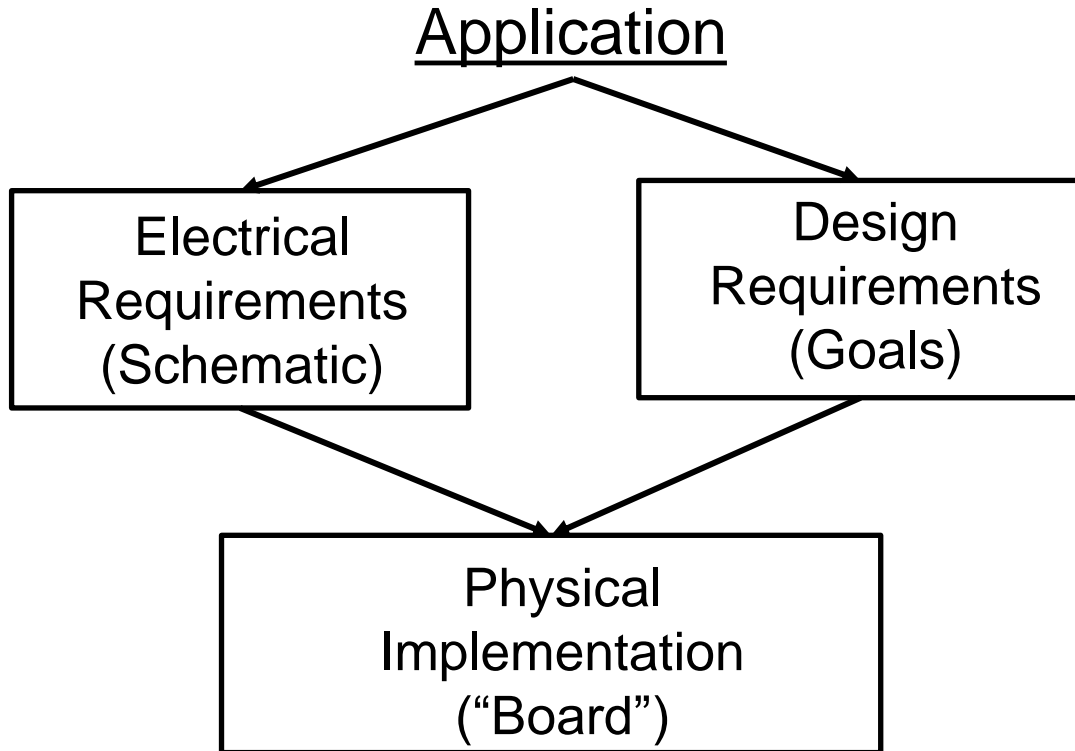 Application
Electrical
Requirements
(Schematic)
Design
Requirements
(Goals)
Physical
Implementation
(“Board”)